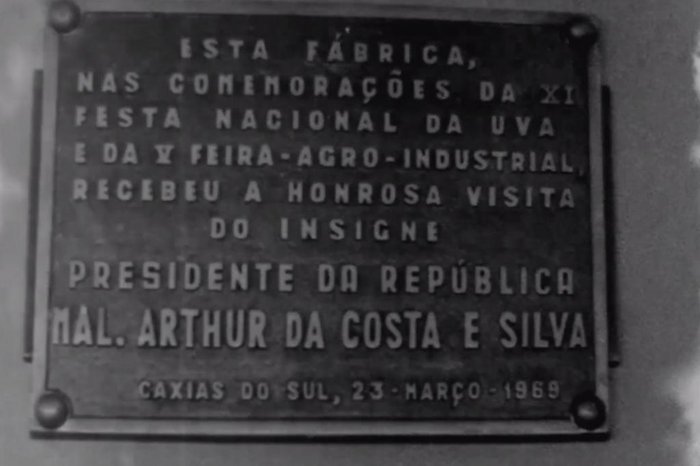 ESTA FÁBRICA,
NAS COMEMORAÇÕES DA XI
FESTA NACIONAL DA UVA
E DA V FEIRA-AGRO-INDUSTRIAL,
RECEBEU A HONROSA VISITA
DO INSIGNE
PRESIDENTE DA REPÚBLICA
MAL. ARTHUR DA COSTA E SILVA
CAXIAS DO SUL, 23-MARÇO-1969